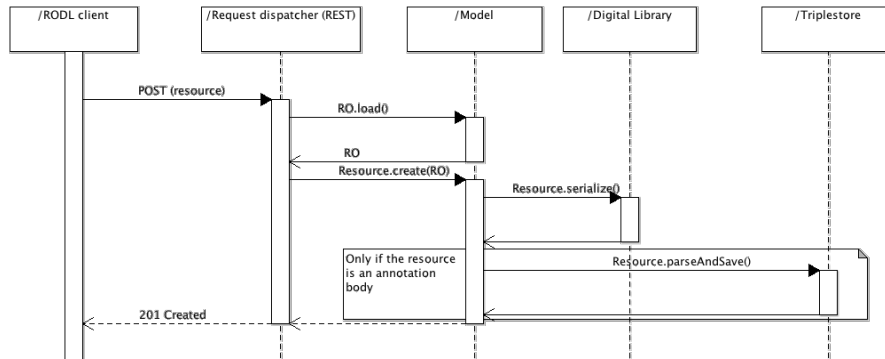 /RODL client
/Request dispatcher (REST)
/Model
/Digital Library
/Triplestore
POST (resource)
RO.load()
RO
Resource.create(RO)
Resource.serialize()
Only if the resource
is an annotation
body
Resource.parseAndSave()
201 Created